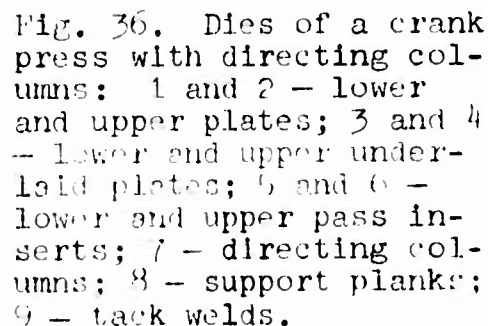 Fig. 36. Dies of a crank
press with directing col-
umns: 1 and 2 — lower
and upper plates; 3 and 4
— lower and upper under-
laid plates; 5 and 6 —
lower and upper pass in-
serts; 7 — directing col-
umns; 8 — support planks;
9 — tack welds.